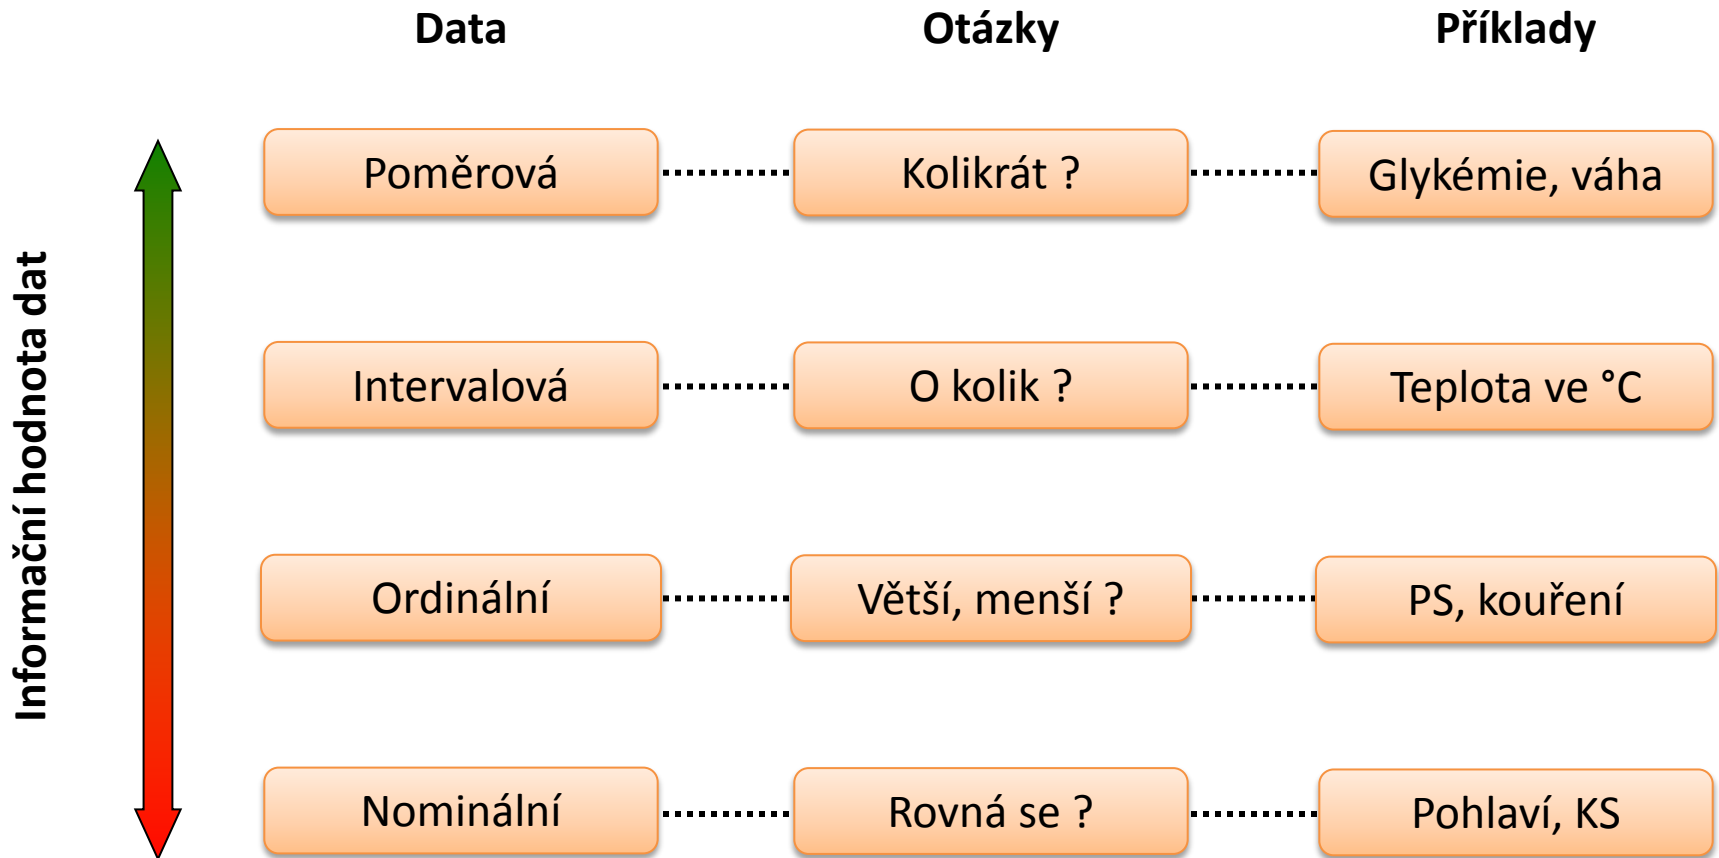 Data
Otázky
Příklady
Informační hodnota dat
Poměrová
Kolikrát ?
Glykémie, váha
Intervalová
O kolik ?
Teplota ve °C
Ordinální
Větší, menší ?
PS, kouření
Nominální
Rovná se ?
Pohlaví, KS